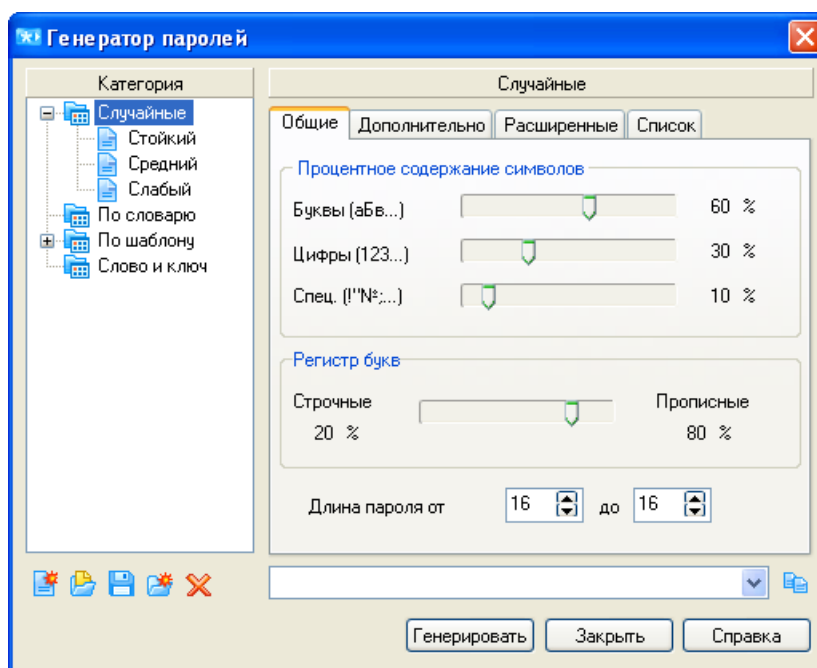 Генератор паролей
Категория
Случайные
Стойкий
Средний
Слабый
По словарю
По шаблону
Слово и ключ
Случайные
Общие Дополнительно Расширенные Список
Процентное содержание символов
Буквы (аБв...) 60 %
Цифры (123...) 30 %
Спец. (!"№;...) 10 %
Регистр букв
Строчные Прописные
20 % 80 %
Длина пароля от 16 до 16
Генерировать Закрыть Справка